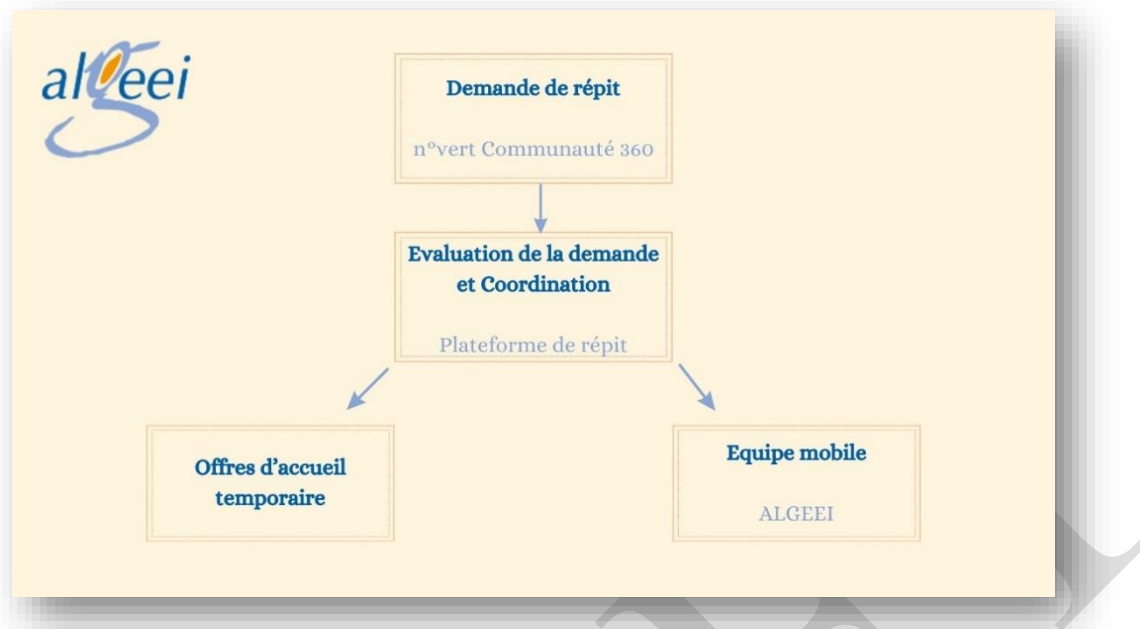 algeei
Demande de répit
n°vert Communauté 360
Evaluation de la demande
et Coordination
Plateforme de répit
Offres d'accueil
temporaire
Equipe mobile
ALGEEI